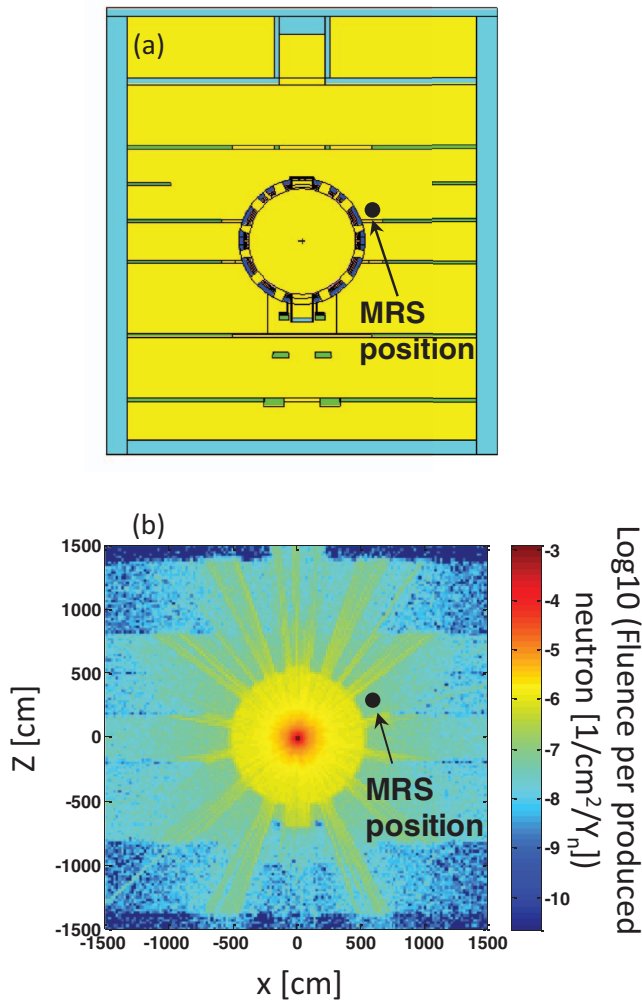 (a)
MRS
position
(b)
1500
1000
500
0
-500
-1000
-1500
-1500 -1000 -500 0 500 1000 1500
Z [cm]
x [cm]
MRS
position
-3
-4
-5
-6
-7
-8
-9
-10
Log10 (Fluence per produced
neutron [1/cm²/Yₙ])